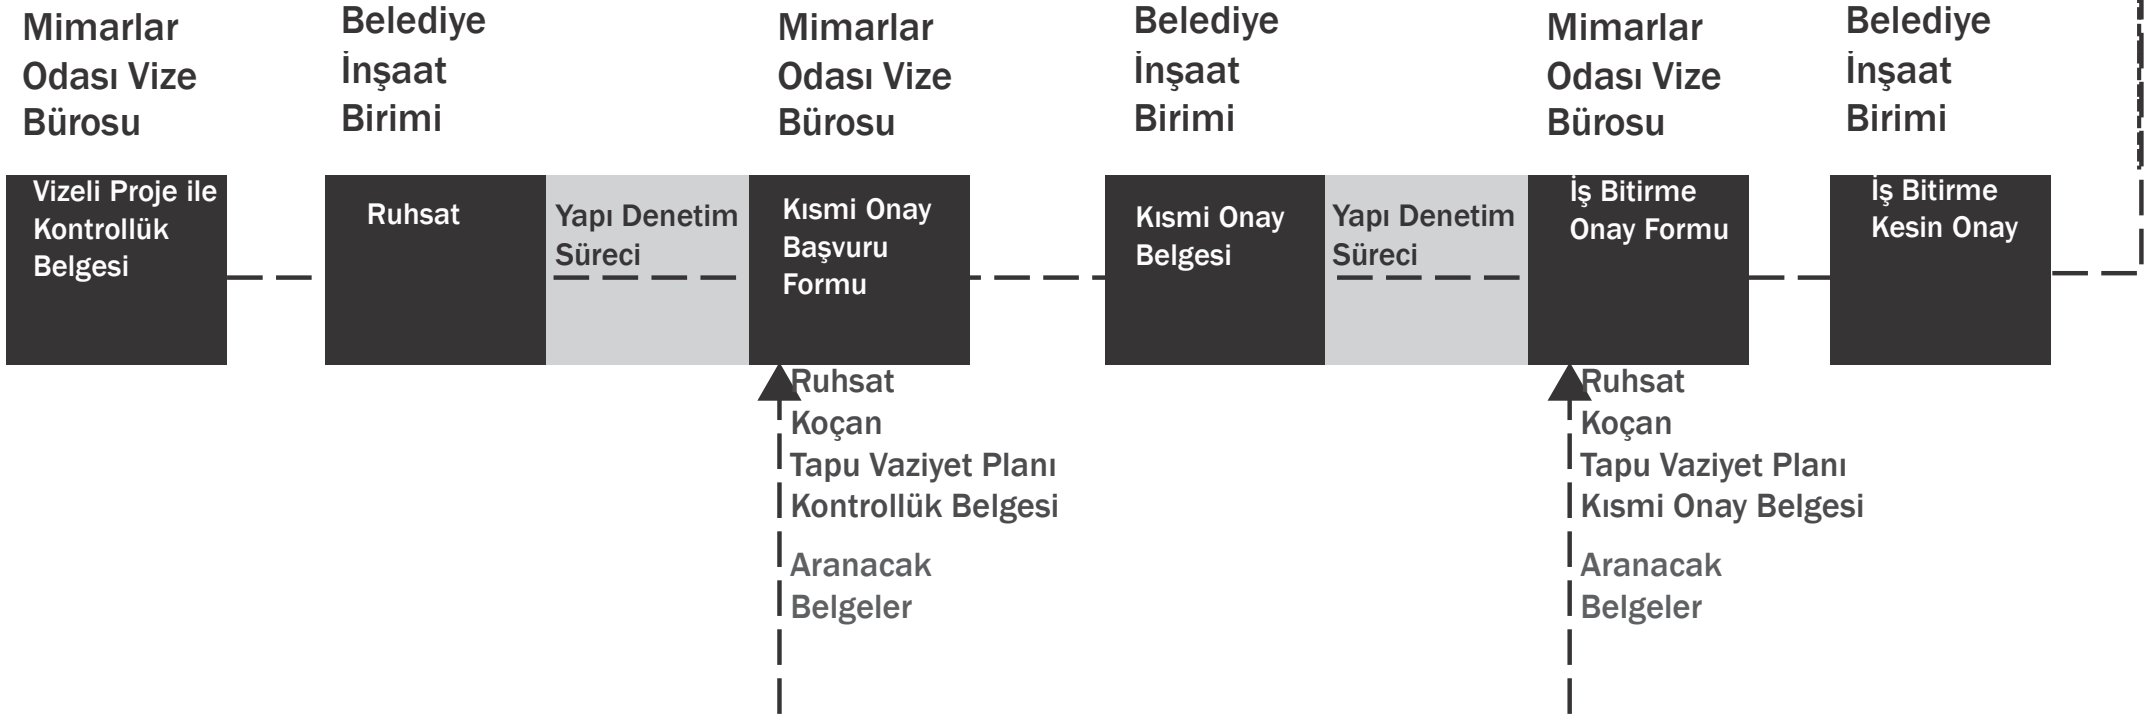 Mimarlar
Odası Vize
Bürosu
Belediye
İnşaat
Birimi
Mimarlar
Odası Vize
Bürosu
Belediye
İnşaat
Birimi
Mimarlar
Odası Vize
Bürosu
Belediye
İnşaat
Birimi
Vizeli Proje ile
Kontrollük
Belgesi
Ruhsat
Yapı Denetim
Süreci
Kısmi Onay
Başvuru
Formu
Kısmi Onay
Belgesi
Yapı Denetim
Süreci
İş Bitirme
Onay Formu
İş Bitirme
Kesin Onay
Ruhsat
Koçan
Tapu Vaziyet Planı
Kontrollük Belgesi
Aranacak
Belgeler
Ruhsat
Koçan
Tapu Vaziyet Planı
Kısmi Onay Belgesi
Aranacak
Belgeler